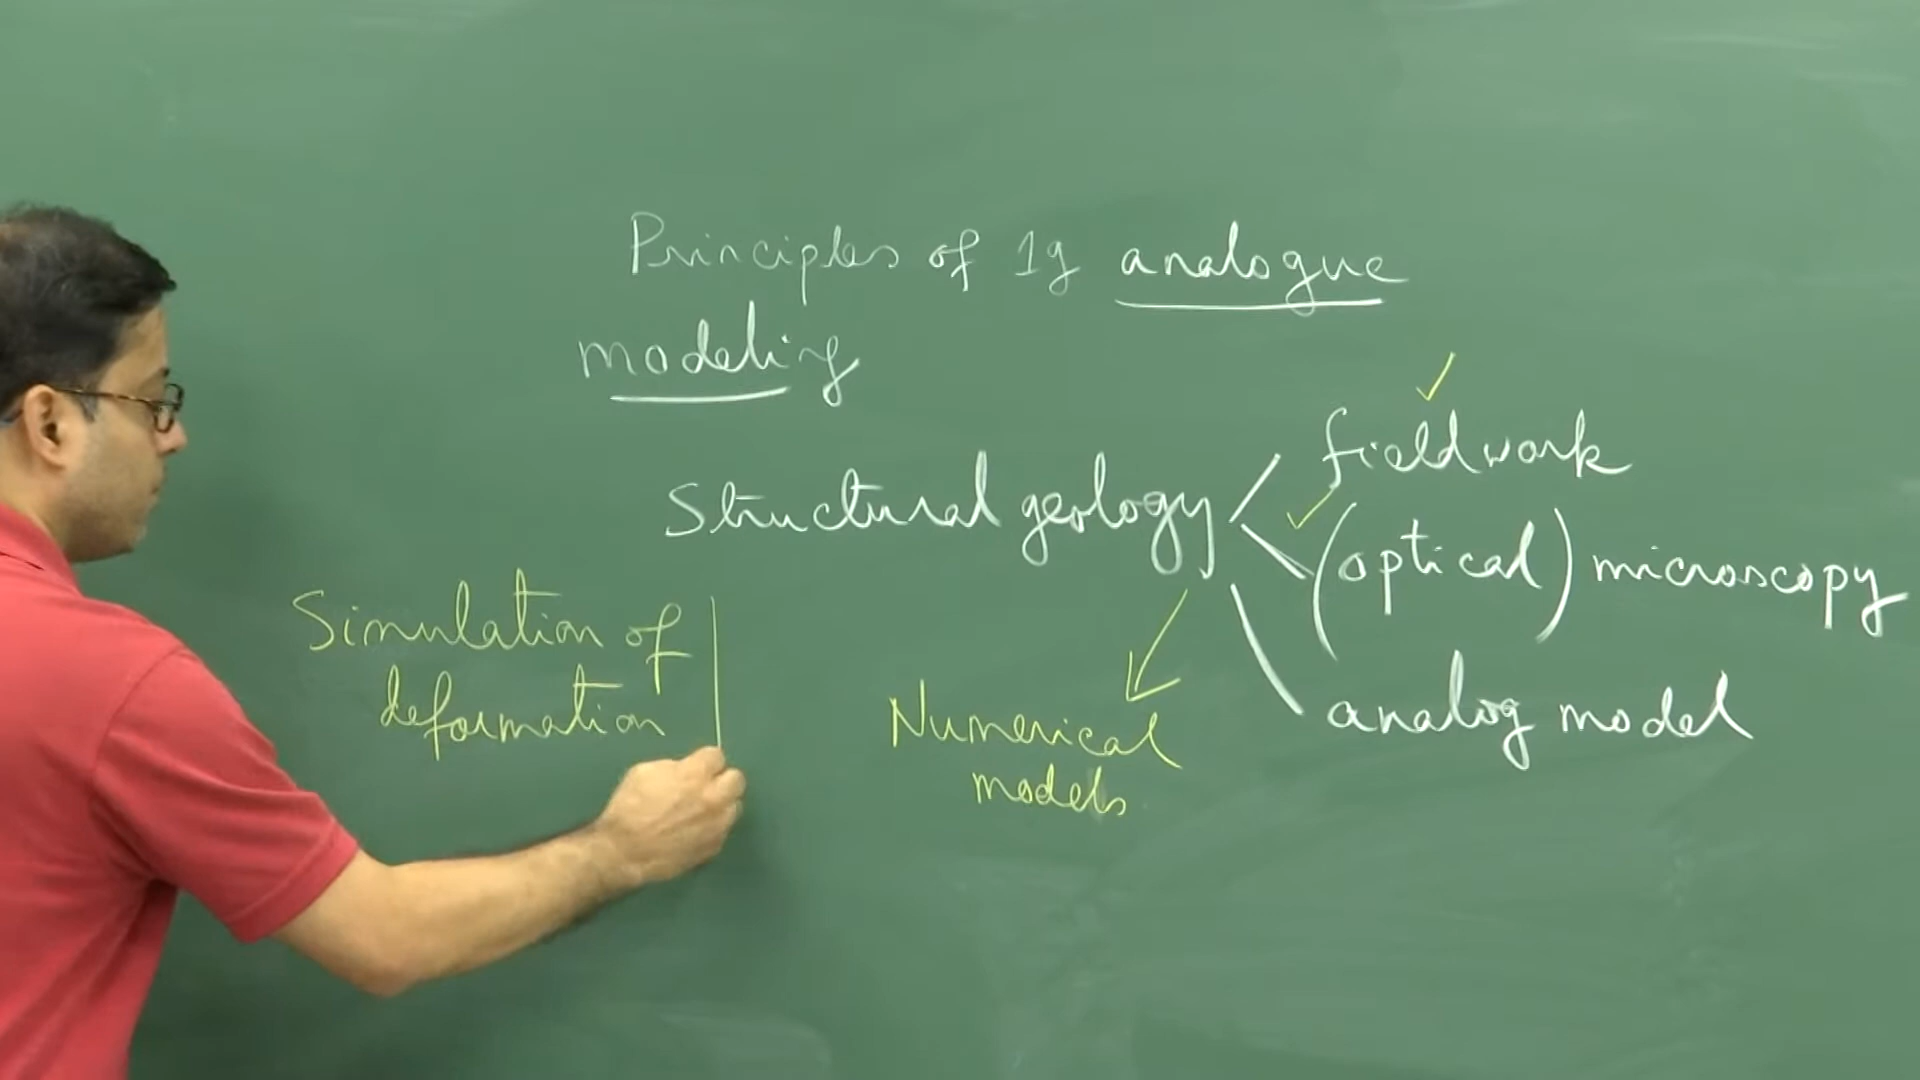 Principles of 1g analogue
modeling
fieldwork
Structural geology
(optical) microscopy
Simulation of
deformation
analog model
Numerical
models